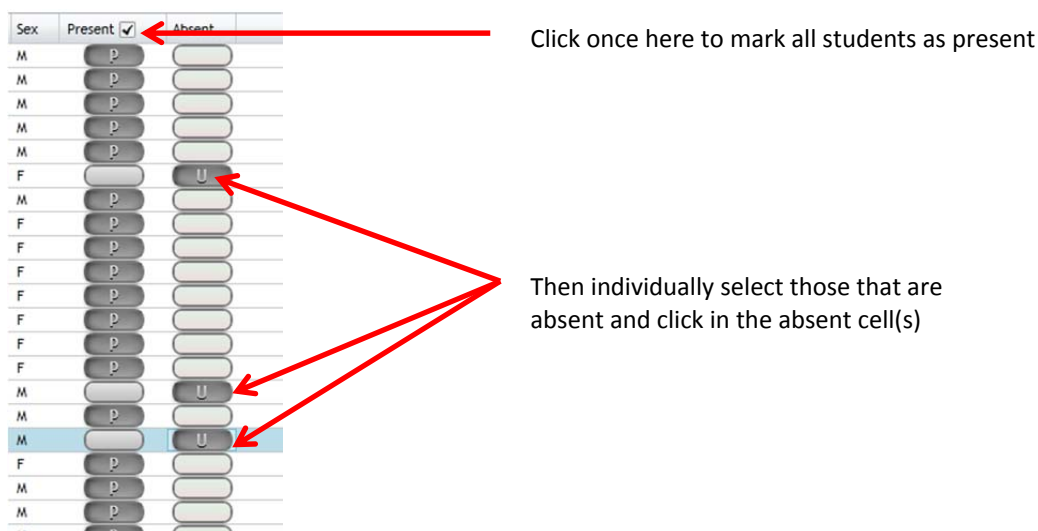 Sex Present Absent
Click once here to mark all students as present
M P
M P
M P
M P
M P
F U
M P
F P
F P
F P
F P
F P
F P
F P
M U
M P
M U
F P
M P
M P
Then individually select those that are
absent and click in the absent cell(s)